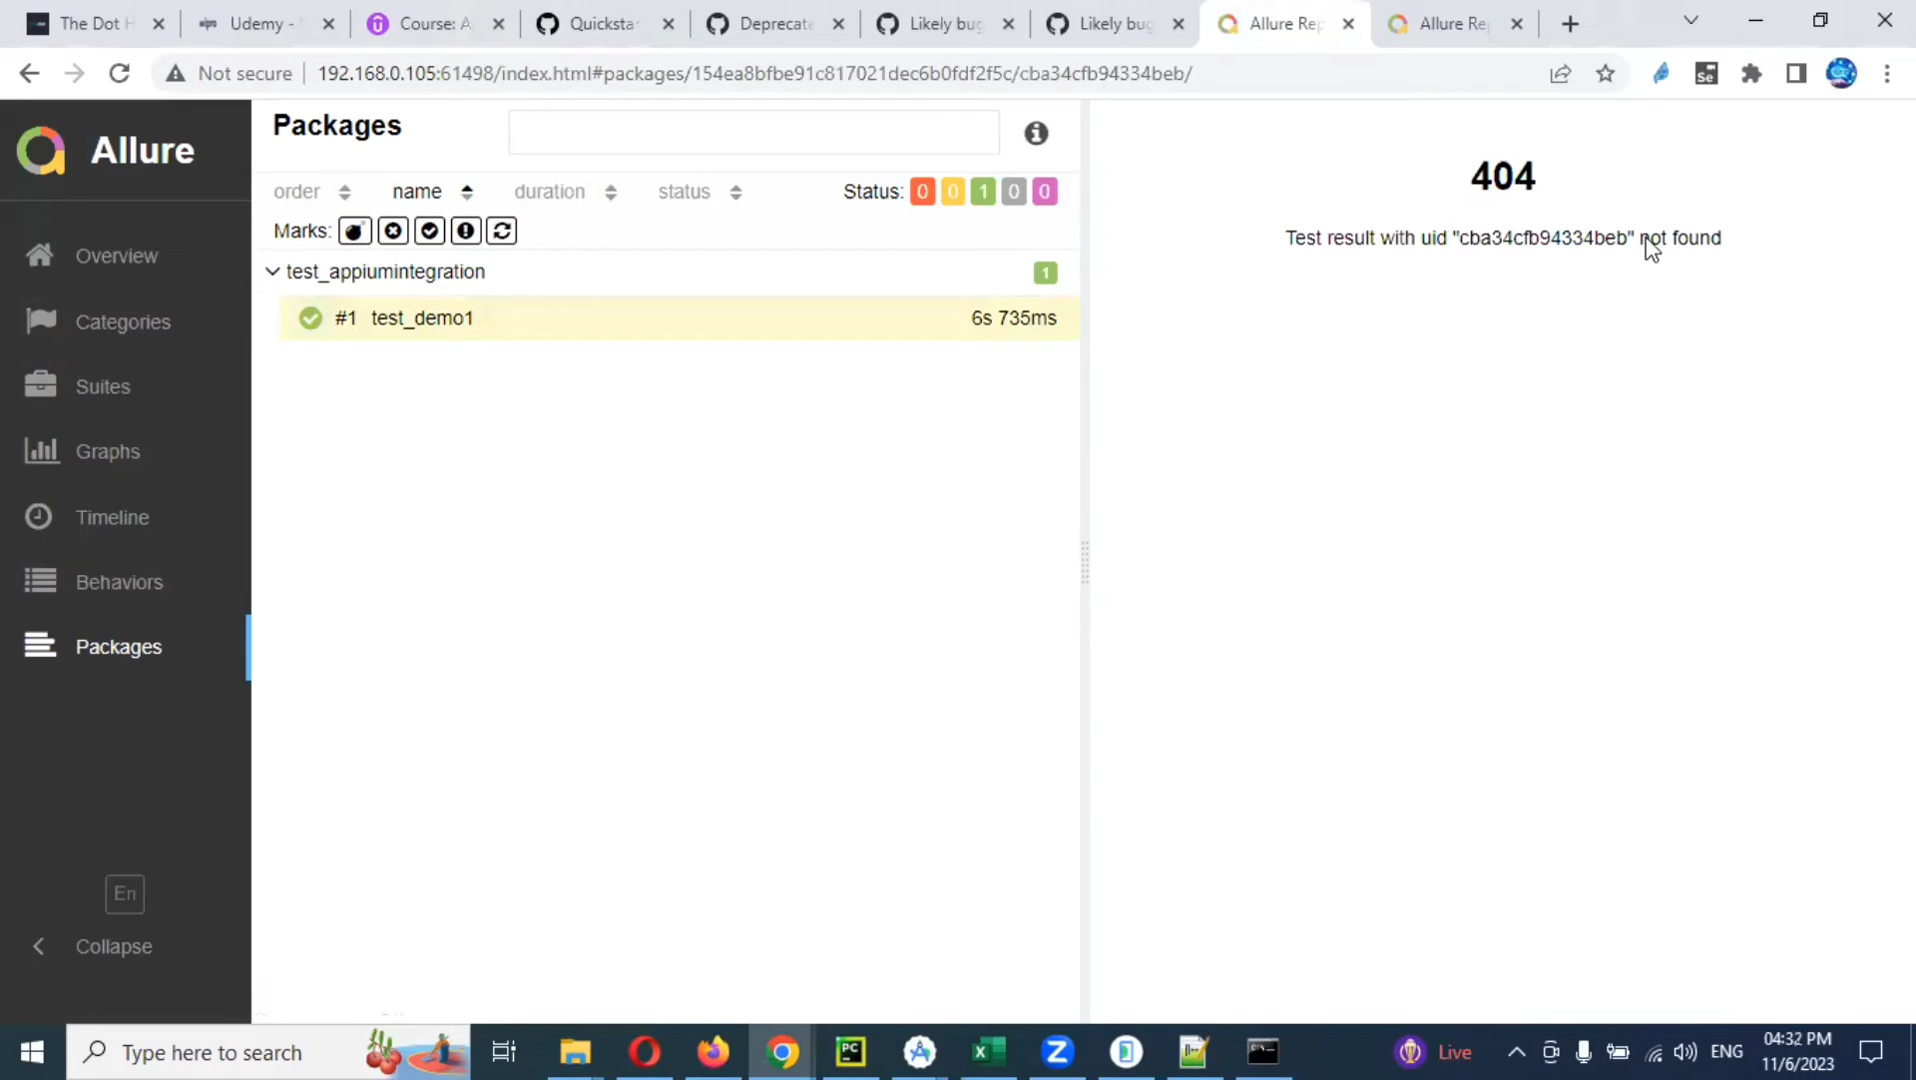 The Dot H
Udemy -
Course: A
Quicksta
Deprecate
Likely bug
Likely bug
Allure Rep
Allure Re
Not secure
192.168.0.105:61498/index.html#packages/154ea8bfbe91c817021dec6b0fdf2f5c/cba34cfb94334beb/
Se
Allure
Overview
Categories
Suites
Graphs
Timeline
Behaviors
Packages
En
Collapse
Packages
order name duration status Status: 0 0 1 0 0
Marks:
test_appiumintegration 1
#1 test_demo1 6s 735ms
404
Test result with uid "cba34cfb94334beb" not found
Type here to search
PC
Live
ENG
04:32 PM
11/6/2023